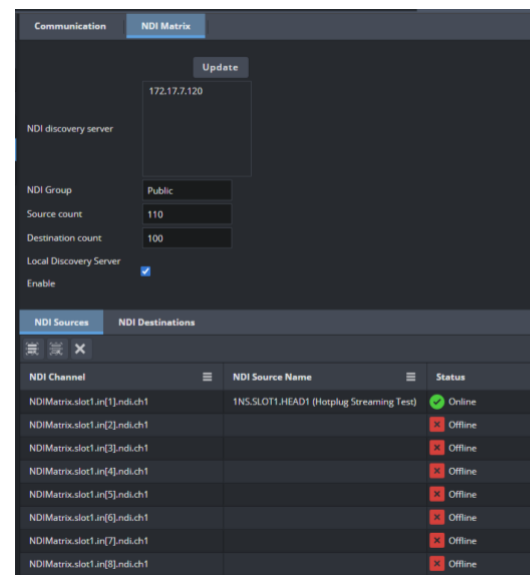 Communication NDI Matrix
Update
NDI discovery server
172.17.7.120
NDI Group Public
Source count 110
Destination count 100
Local Discovery Server
Enable
NDI Sources NDI Destinations
NDI Channel NDI Source Name Status
NDIMatrix.slot1.in[1].ndi.ch1 1NS.SLOT1.HEAD1 (Hotplug Streaming Test) Online
NDIMatrix.slot1.in[2].ndi.ch1 Offline
NDIMatrix.slot1.in[3].ndi.ch1 Offline
NDIMatrix.slot1.in[4].ndi.ch1 Offline
NDIMatrix.slot1.in[5].ndi.ch1 Offline
NDIMatrix.slot1.in[6].ndi.ch1 Offline
NDIMatrix.slot1.in[7].ndi.ch1 Offline
NDIMatrix.slot1.in[8].ndi.ch1 Offline